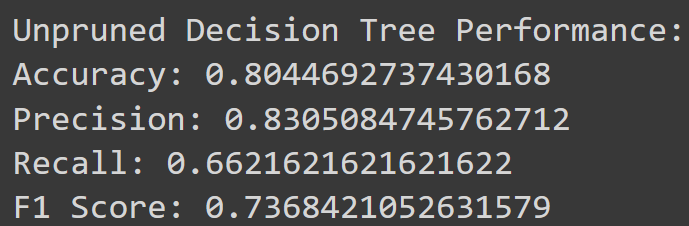 Unpruned Decision Tree Performance:
Accuracy: 0.8044692737430168
Precision: 0.8305084745762712
Recall: 0.6621621621621622
F1 Score: 0.7368421052631579